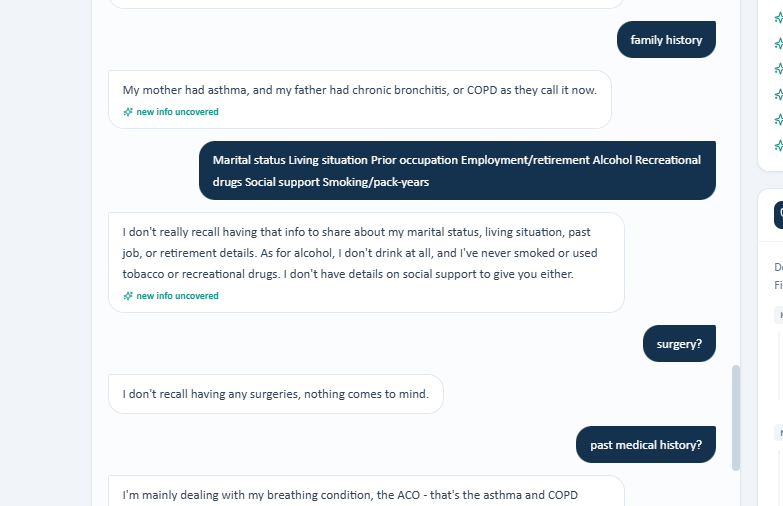 family history
My mother had asthma, and my father had chronic bronchitis, or COPD as they call it now.
new info uncovered
Marital status Living situation Prior occupation Employment/retirement Alcohol Recreational
drugs Social support Smoking/pack-years
I don't really recall having that info to share about my marital status, living situation, past
job, or retirement details. As for alcohol, I don't drink at all, and I've never smoked or used
tobacco or recreational drugs. I don't have details on social support to give you either.
new info uncovered
surgery?
I don't recall having any surgeries, nothing comes to mind.
past medical history?
I'm mainly dealing with my breathing condition, the ACO - that's the asthma and COPD